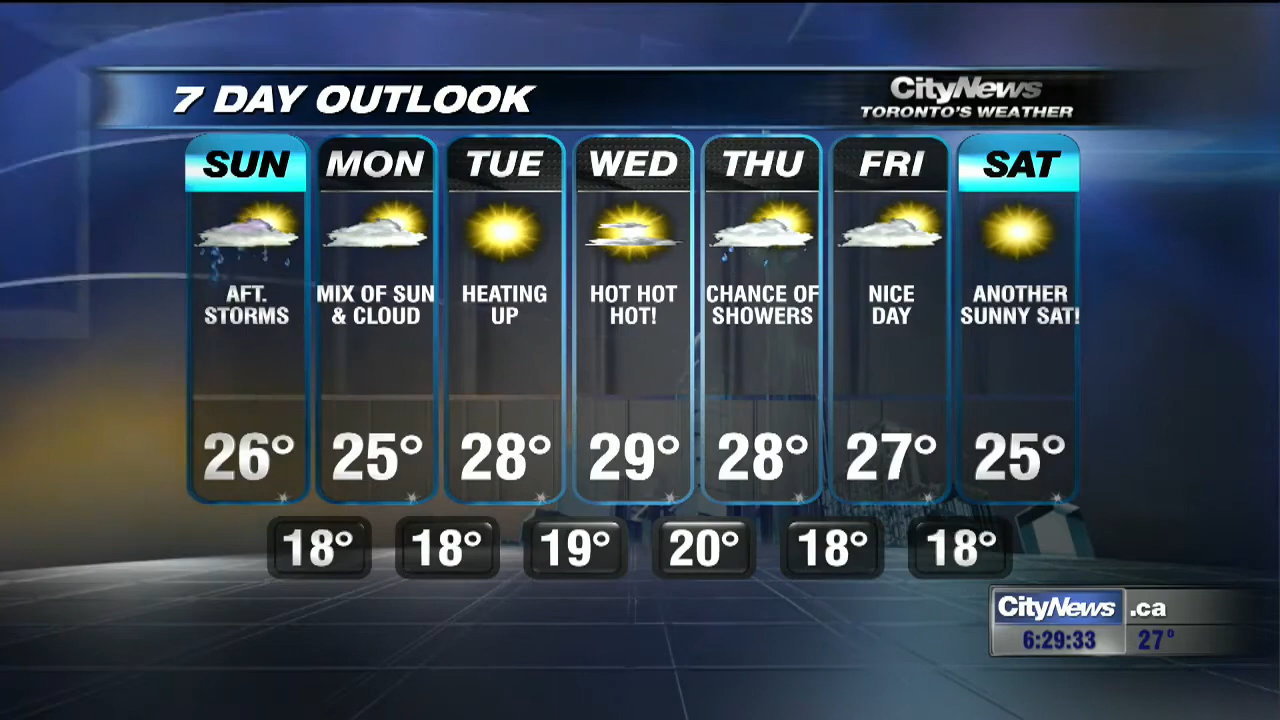 7 DAY OUTLOOK
CityNews
TORONTO'S WEATHER
SUN MON TUE WED THU FRI SAT
AFT. STORMS
MIX OF SUN & CLOUD
HEATING UP
HOT HOT HOT!
CHANCE OF SHOWERS
NICE DAY
ANOTHER SUNNY SAT!
26° 25° 28° 29° 28° 27° 25°
18° 18° 19° 20° 18° 18°
CityNews .ca
6:29:33 27°